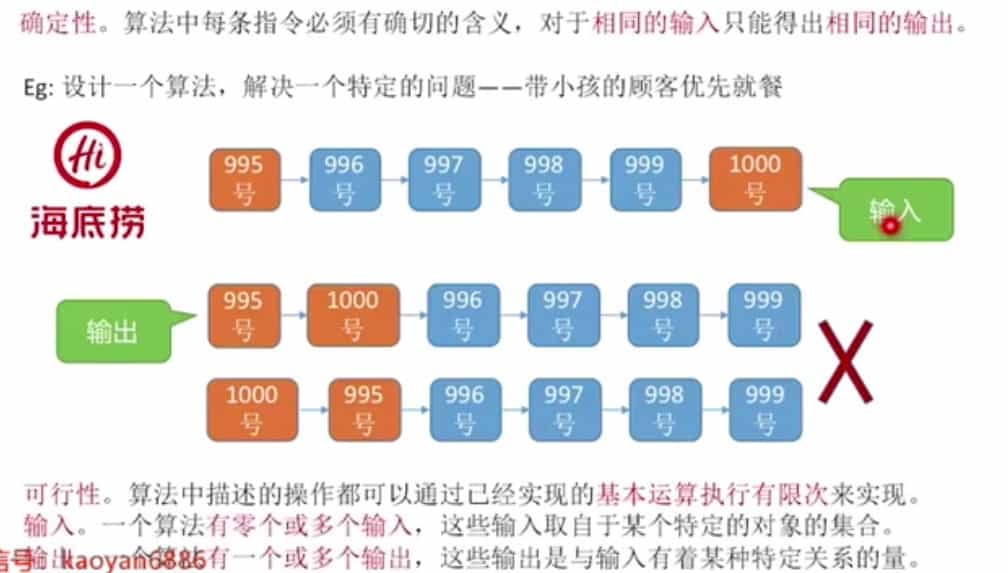 确定性。算法中每条指令必须有确切的含义，对于相同的输入只能得出相同的输出。
Eg: 设计一个算法，解决一个特定的问题——带小孩的顾客优先就餐
Hi
海底捞
995号 996号 997号 998号 999号 1000号
输入
输出
995号 1000号 996号 997号 998号 999号
1000号 995号 996号 997号 998号 999号
可行性。算法中描述的操作都可以通过已经实现的基本运算执行有限次来实现。
输入。一个算法有零个或多个输入，这些输入取自于某个特定的对象的集合。
有一个或多个输出，这些输出是与输入有着某种特定关系的量。
信号：kaoyan6886